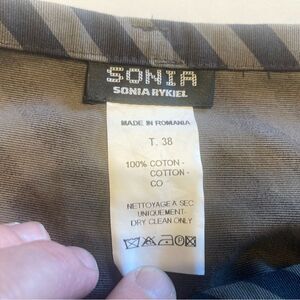 SONIA
SONIA RYKIEL
MADE IN ROMANIA
T. 38
100% COTON -
COTTON -
CO
NETTOYAGE A SEC
UNIQUEMENT-
DRY CLEAN ONLY